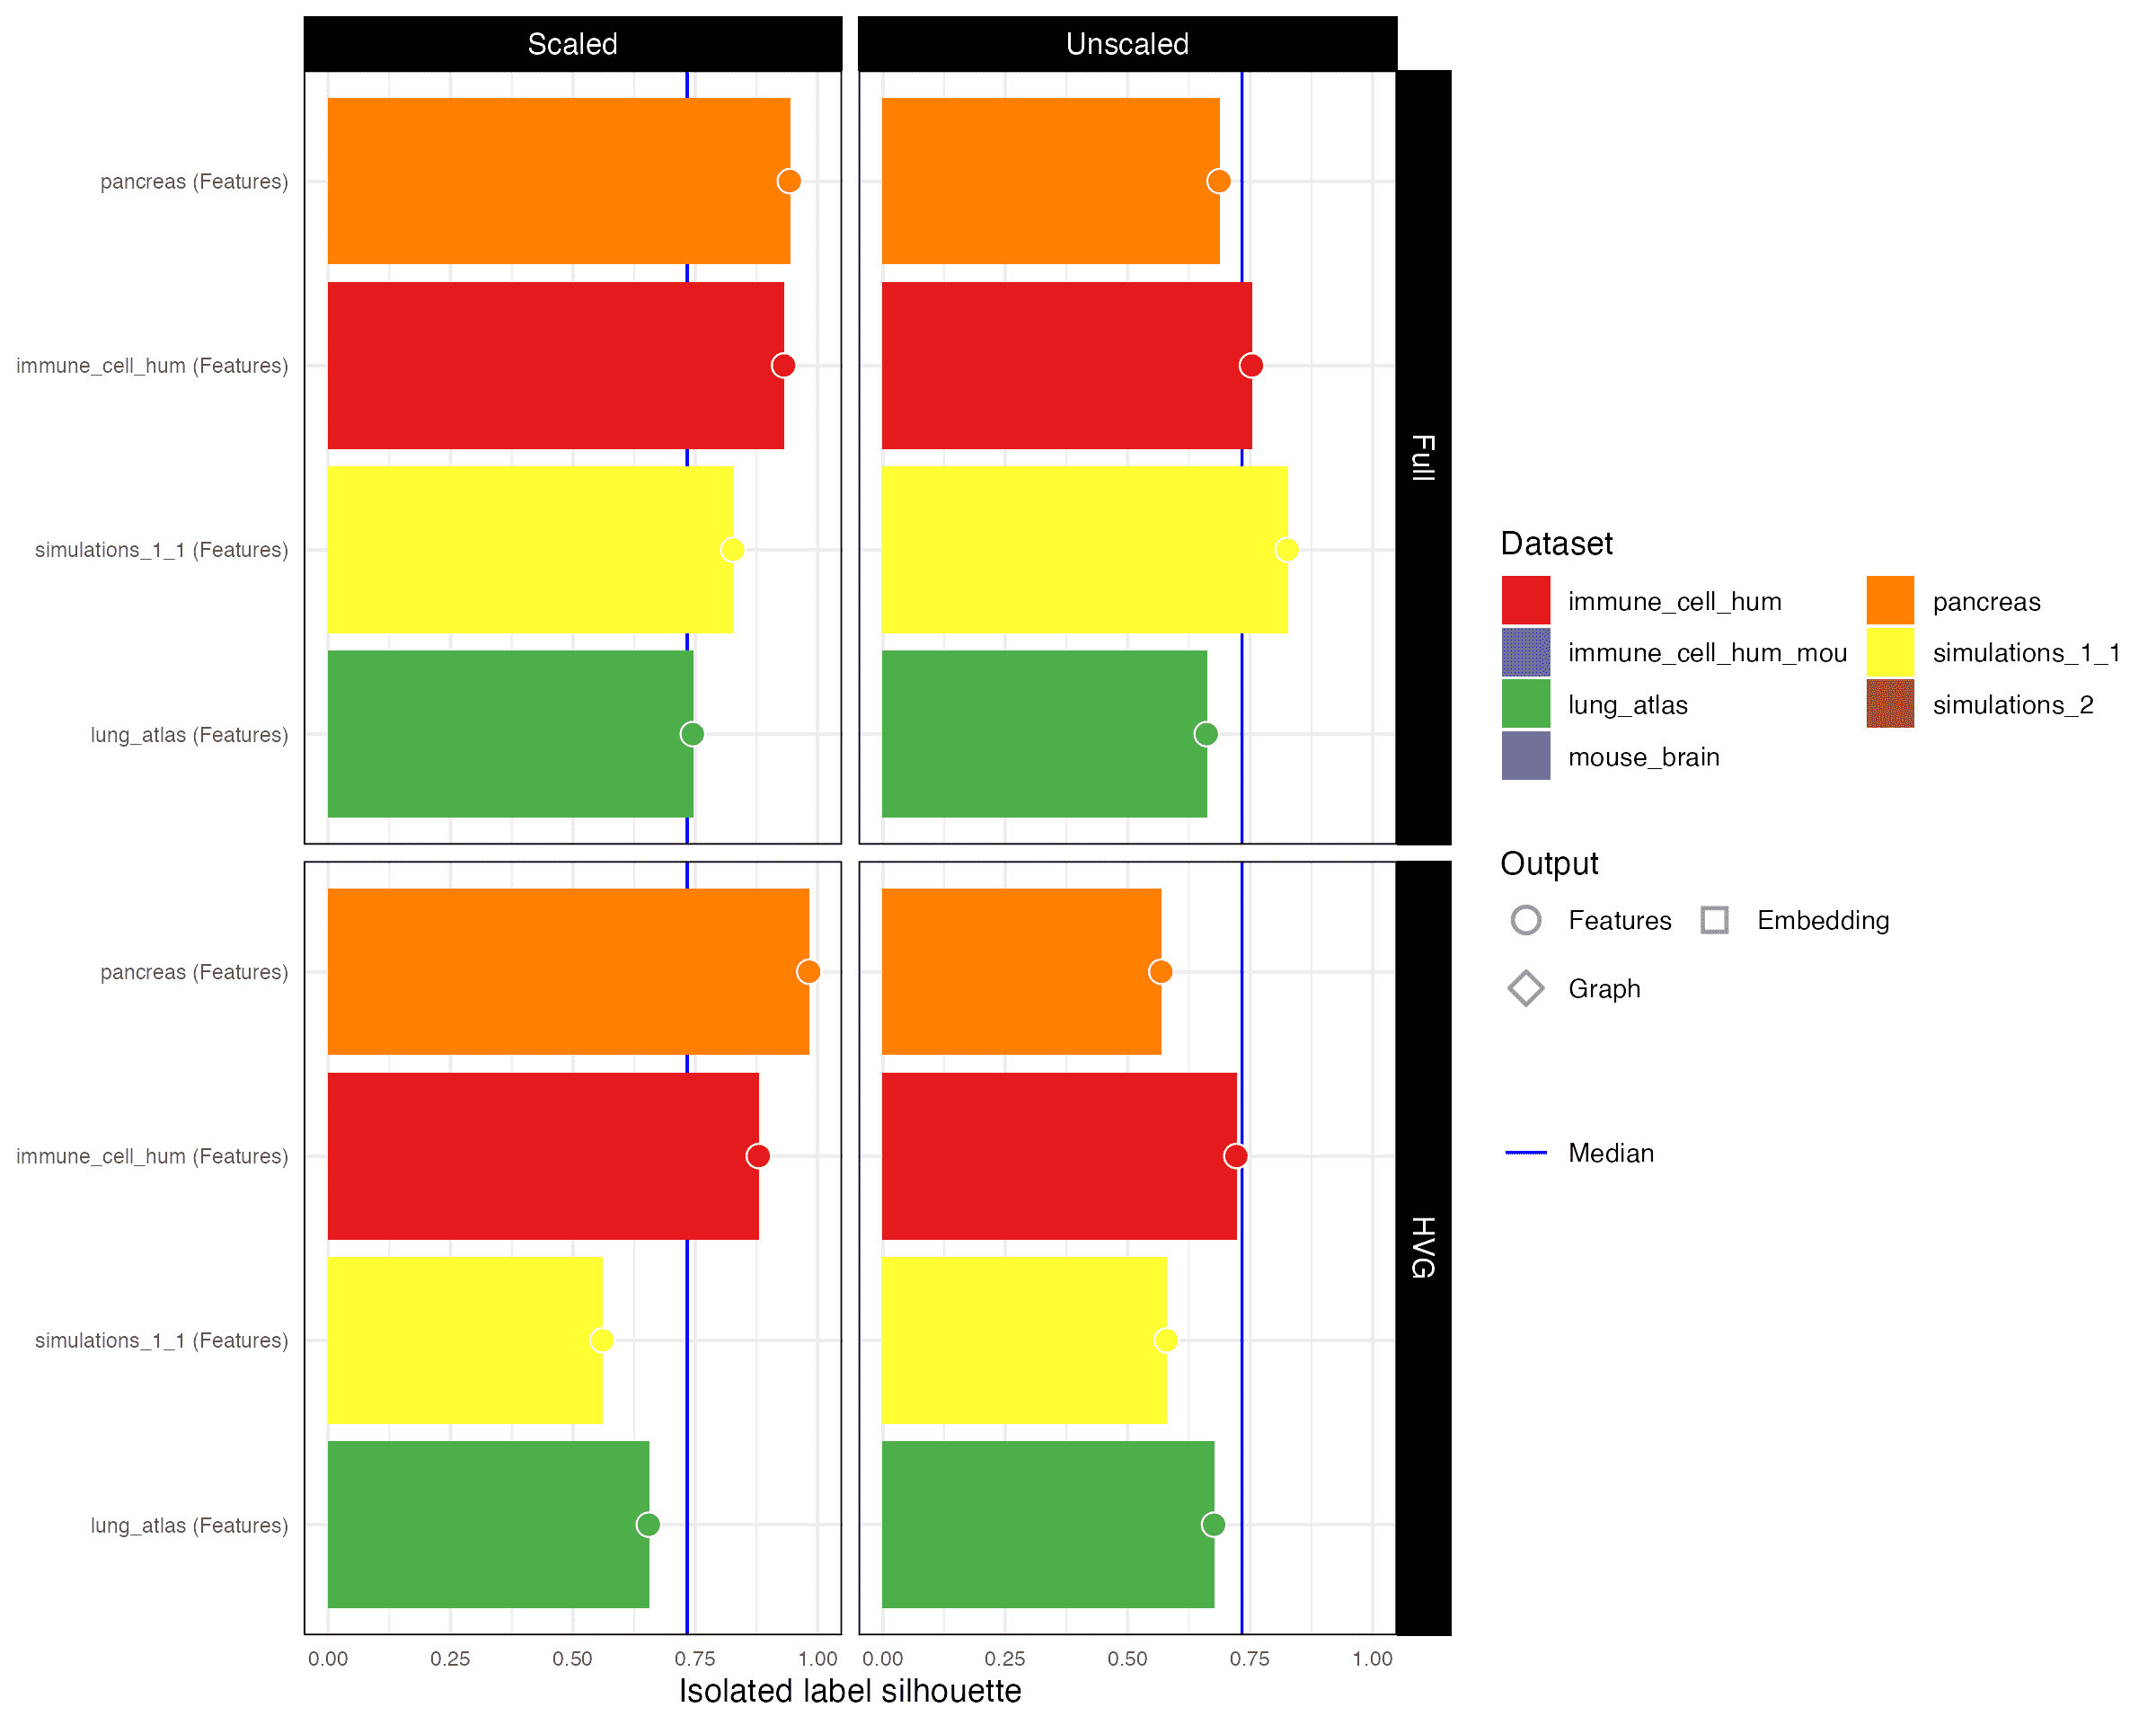 Scaled
Unscaled
pancreas (Features)
immune_cell_hum (Features)
simulations_1_1 (Features)
lung_atlas (Features)
Full
pancreas (Features)
immune_cell_hum (Features)
simulations_1_1 (Features)
lung_atlas (Features)
HVG
0.00 0.25 0.50 0.75 1.00 0.00 0.25 0.50 0.75 1.00
Isolated label silhouette
Dataset
immune_cell_hum pancreas
immune_cell_hum_mou simulations_1_1
lung_atlas simulations_2
mouse_brain
Output
Features Embedding
Graph
Median